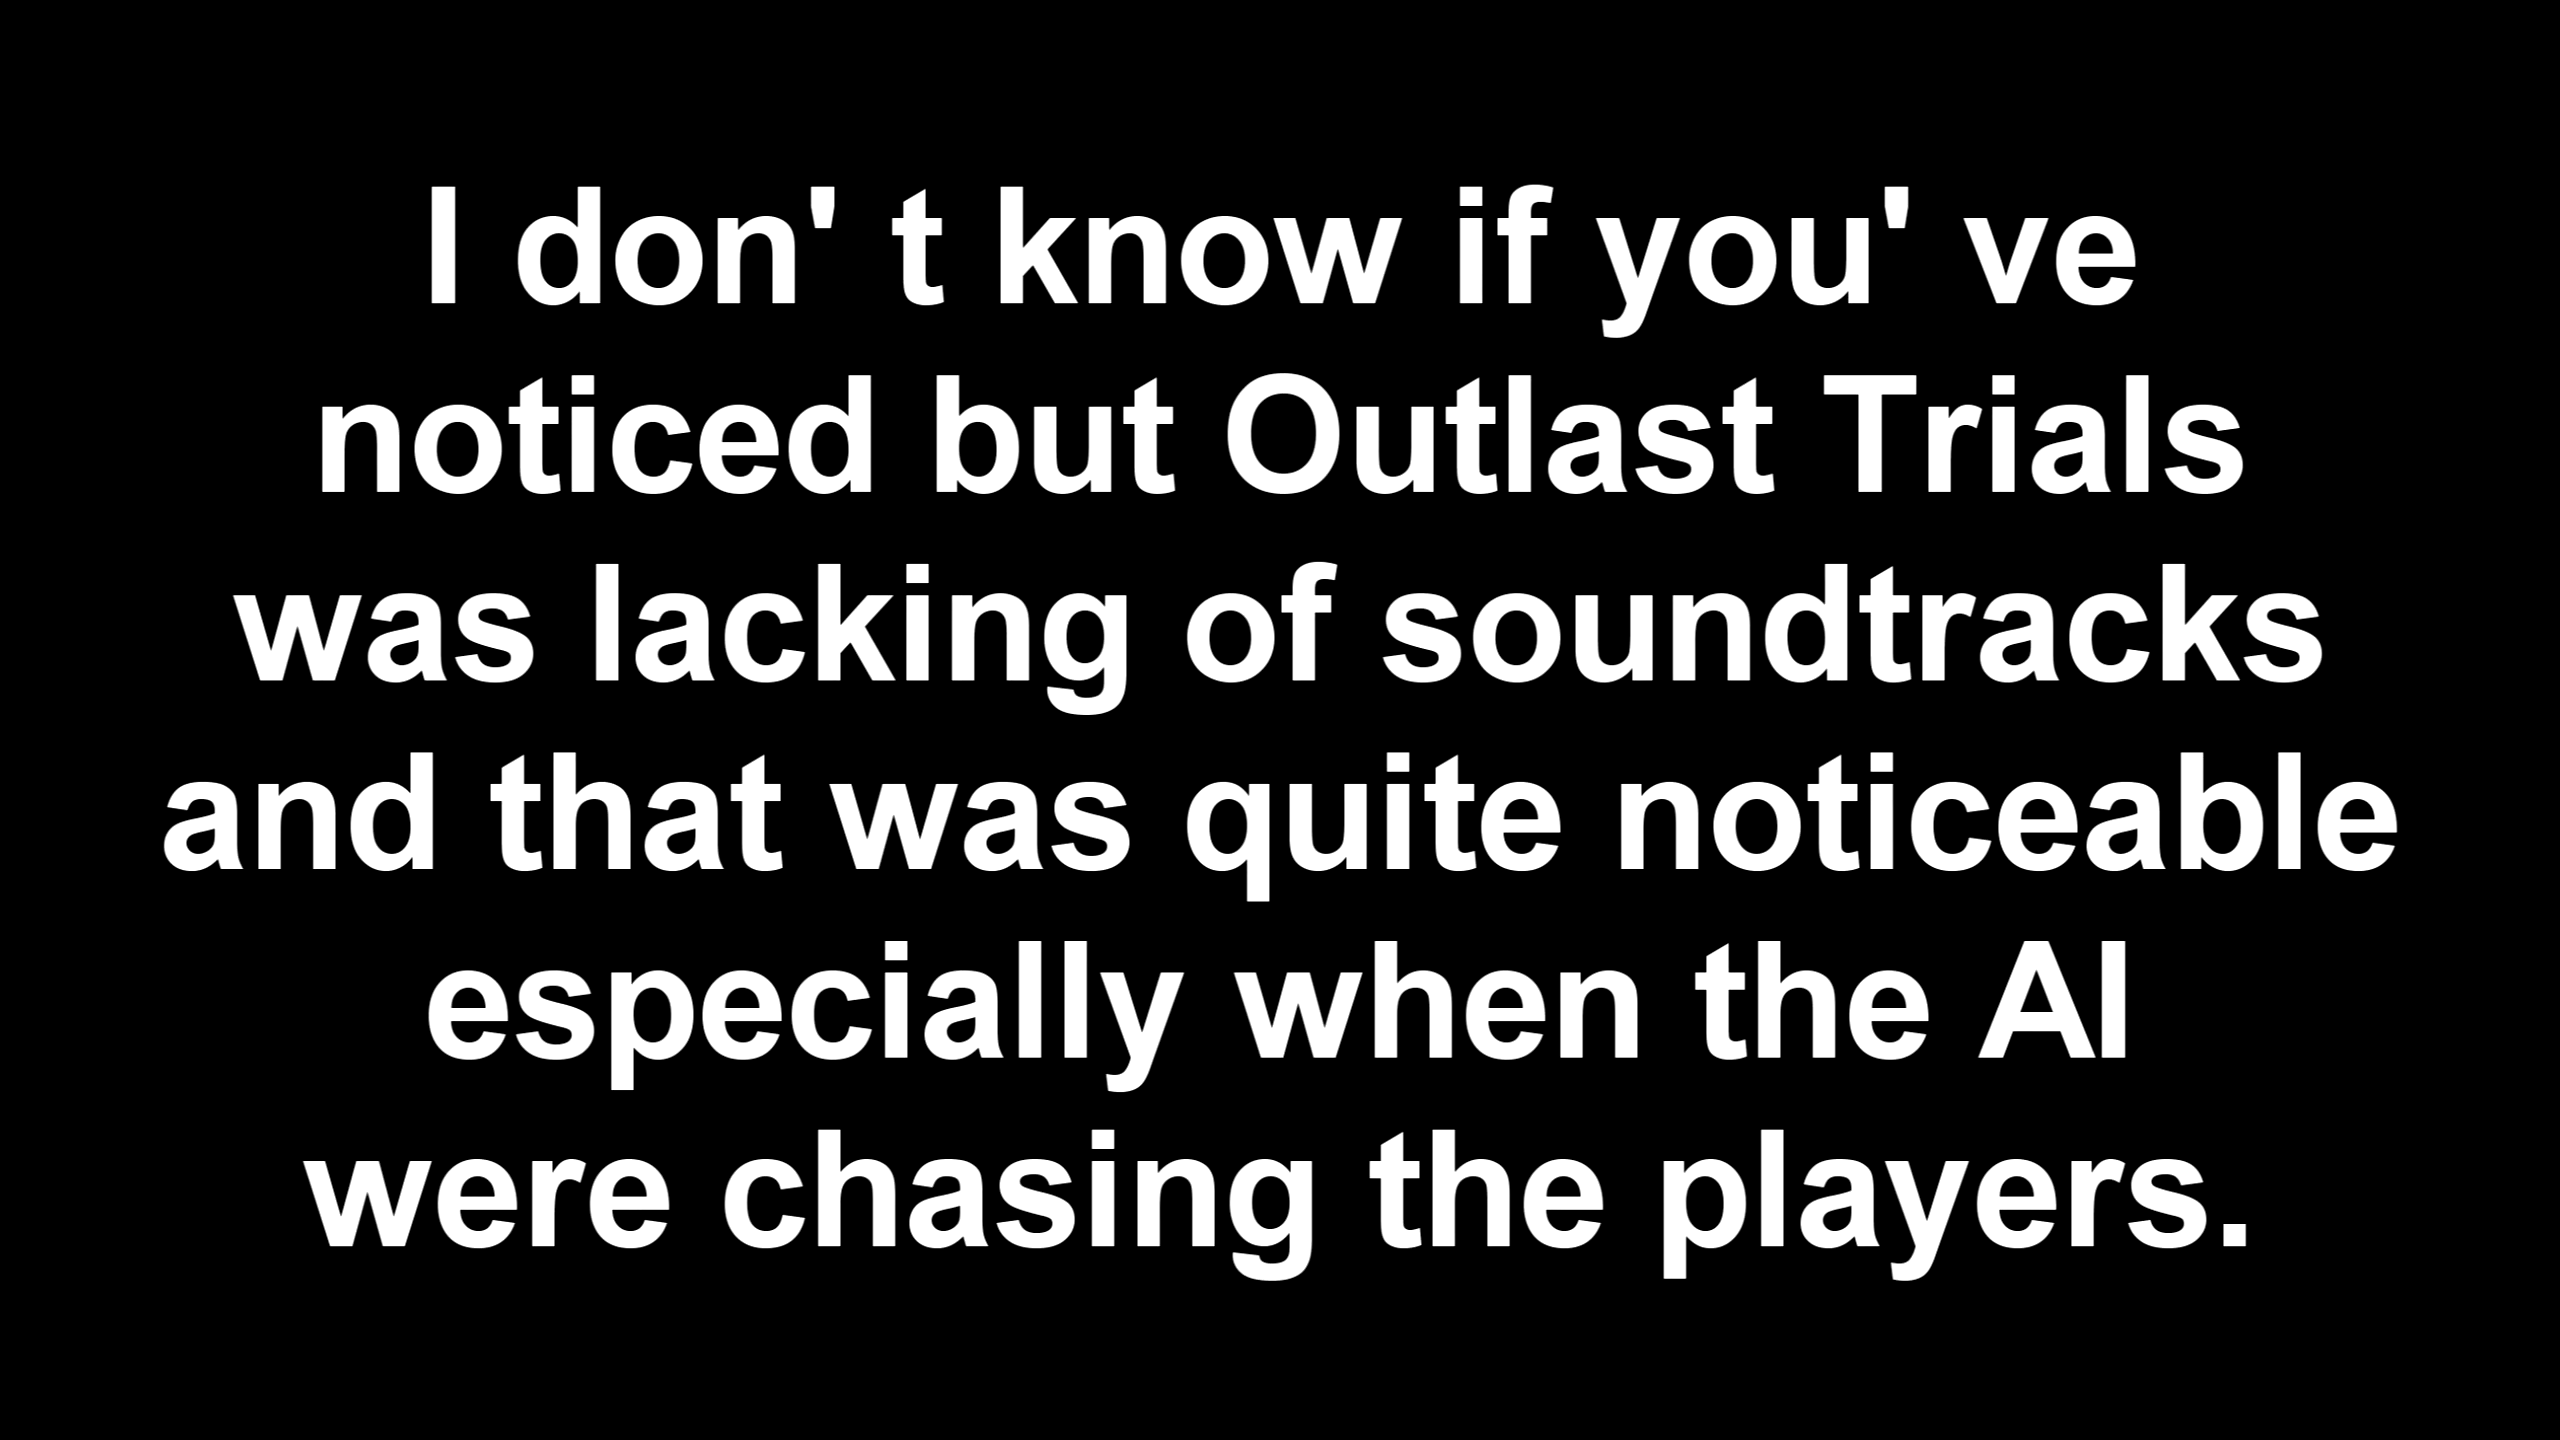 I don' t know if you' ve
noticed but Outlast Trials
was lacking of soundtracks
and that was quite noticeable
especially when the AI
were chasing the players.